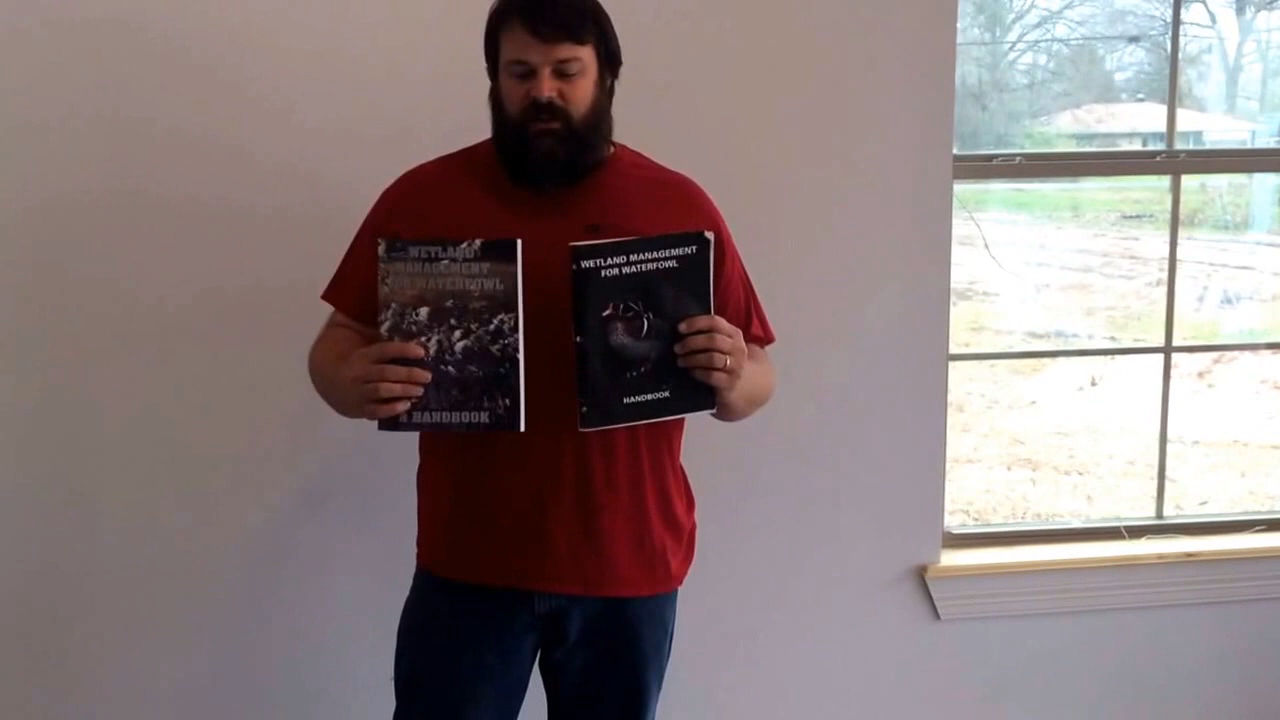 WETLAND
MANAGEMENT
FOR WATERFOWL
A HANDBOOK
WETLAND MANAGEMENT
FOR WATERFOWL
HANDBOOK